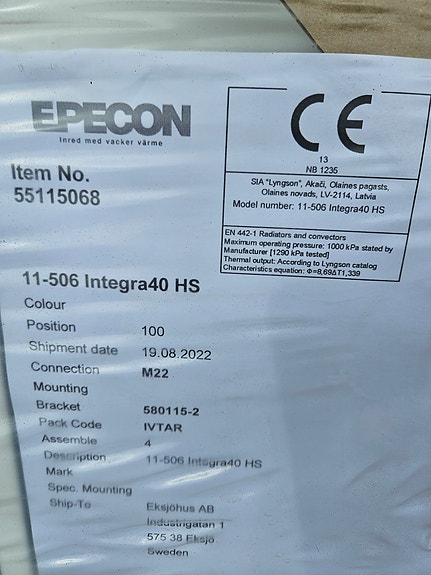 EPECON
Inred med vacker värme
Item No.
55115068
CE
13
NB 1235
SIA "Lyngson", Akači, Olaines pagasts,
Olaines novads, LV-2114, Latvia
Model number: 11-506 Integra40 HS
EN 442-1 Radiators and convectors
Maximum operating pressure: 1000 kPa stated by
Manufacturer [1290 kPa tested]
Thermal output: According to Lyngson catalog
Characteristics equation: Φ=8,69ΔT1,339
11-506 Integra40 HS
Colour
Position 100
Shipment date 19.08.2022
Connection M22
Mounting
Bracket 580115-2
Pack Code IVTAR
Assemble 4
Description 11-506 Integra40 HS
Mark
Spec. Mounting
Ship-To Eksjöhus AB
Industrigatan 1
575 38 Eksjö
Sweden